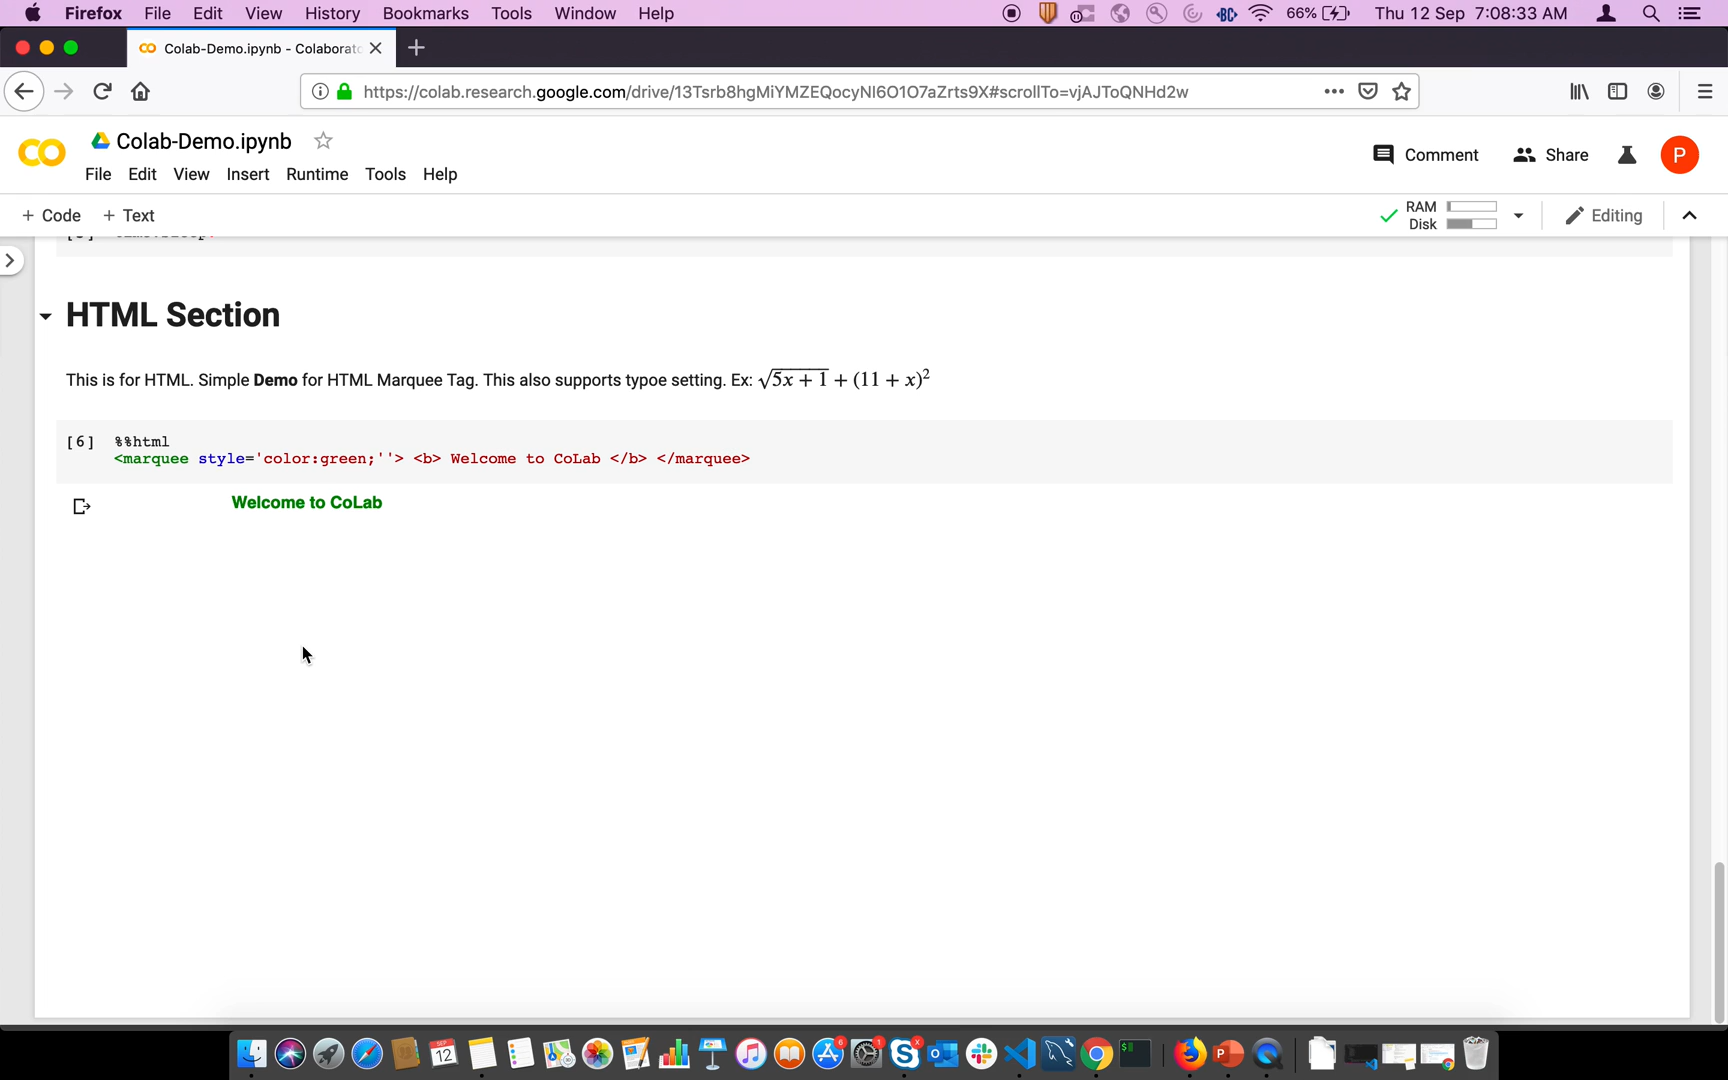 Firefox File Edit View History Bookmarks Tools Window Help 66% Thu 12 Sep 7:08:33 AM
Colab-Demo.ipynb - Colaborato
https://colab.research.google.com/drive/13Tsrb8hgMiYMZEQocyNl6O1O7aZrts9X#scrollTo=vjAJToQNHd2w
Colab-Demo.ipynb
Comment Share P
File Edit View Insert Runtime Tools Help
+ Code + Text RAM Disk Editing
HTML Section
This is for HTML. Simple Demo for HTML Marquee Tag. This also supports typoe setting. Ex: √5x + 1 + (11 + x)²
[6] %%html
<marquee style='color:green;''> <b> Welcome to CoLab </b> </marquee>
Welcome to CoLab
SEP
12